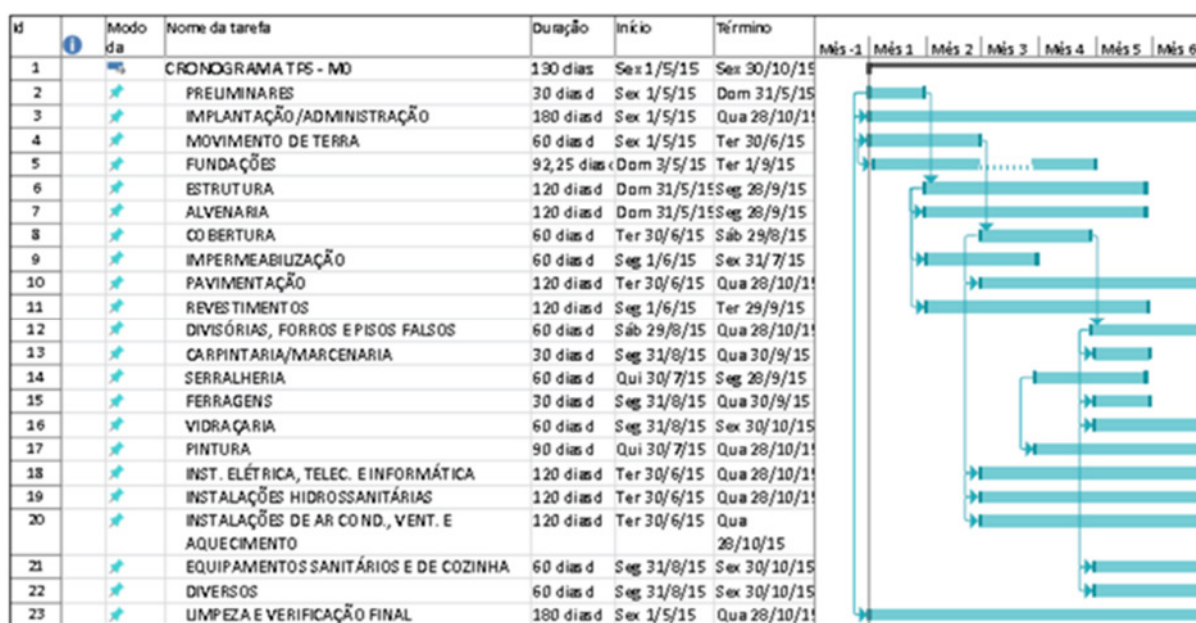 Id Modo da Nome da tarefa Duração Início Término Mês -1 Mês 1 Mês 2 Mês 3 Mês 4 Mês 5 Mês 6
1 CRONOGRAMA TPS - M0 130 dias Sex 1/5/15 Sex 30/10/15
2 PRELIMINARES 30 dias d Sex 1/5/15 Dom 31/5/15
3 IMPLANTAÇÃO/ADMINISTRAÇÃO 180 dias d Sex 1/5/15 Qua 28/10/15
4 MOVIMENTO DE TERRA 60 dias d Sex 1/5/15 Ter 30/6/15
5 FUNDAÇÕES 92,25 dias Dom 3/5/15 Ter 1/9/15
6 ESTRUTURA 120 dias d Dom 31/5/15 Seg 28/9/15
7 ALVENARIA 120 dias d Dom 31/5/15 Seg 28/9/15
8 COBERTURA 60 dias d Ter 30/6/15 Sáb 29/8/15
9 IMPERMEABILIZAÇÃO 60 dias d Seg 1/6/15 Sex 31/7/15
10 PAVIMENTAÇÃO 120 dias d Ter 30/6/15 Qua 28/10/15
11 REVESTIMENTOS 120 dias d Seg 1/6/15 Ter 29/9/15
12 DIVISÓRIAS, FORROS E PISOS FALSOS 60 dias d Sáb 29/8/15 Qua 28/10/15
13 CARPINTARIA/MARCENARIA 30 dias d Seg 31/8/15 Qua 30/9/15
14 SERRALHERIA 60 dias d Qui 30/7/15 Seg 28/9/15
15 FERRAGENS 30 dias d Seg 31/8/15 Qua 30/9/15
16 VIDRAÇARIA 60 dias d Seg 31/8/15 Sex 30/10/15
17 PINTURA 90 dias d Qui 30/7/15 Qua 28/10/15
18 INST. ELÉTRICA, TELEC. E INFORMÁTICA 120 dias d Ter 30/6/15 Qua 28/10/15
19 INSTALAÇÕES HIDROSSANITÁRIAS 120 dias d Ter 30/6/15 Qua 28/10/15
20 INSTALAÇÕES DE AR COND., VENT. E 120 dias d Ter 30/6/15 Qua
AQUECIMENTO 28/10/15
21 EQUIPAMENTOS SANITÁRIOS E DE COZINHA 60 dias d Seg 31/8/15 Sex 30/10/15
22 DIVERSOS 60 dias d Seg 31/8/15 Sex 30/10/15
23 LIMPEZA E VERIFICAÇÃO FINAL 180 dias d Sex 1/5/15 Qua 28/10/15